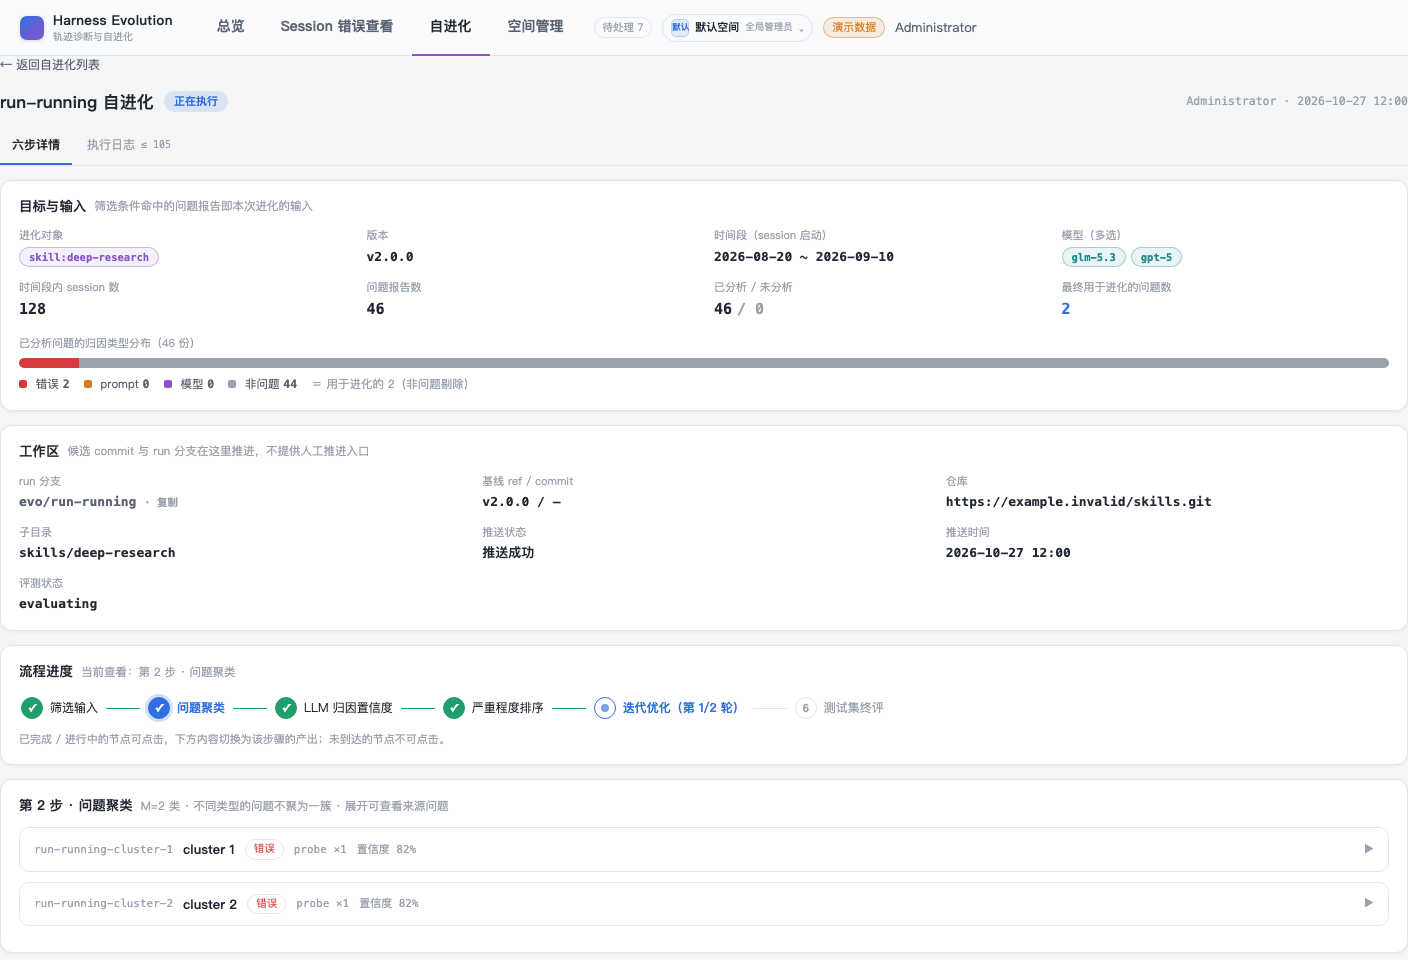 Harness Evolution
轨迹诊断与自进化
总览
Session 错误查看
自进化
空间管理
待处理 7
默认 默认空间 全局管理员
演示数据
Administrator
← 返回自进化列表
run-running 自进化 正在执行
Administrator · 2026-10-27 12:00
六步详情
执行日志 ≤ 105
目标与输入 筛选条件命中的问题报告即本次进化的输入
进化对象
skill:deep-research
版本
v2.0.0
时间段（session 启动）
2026-08-20 ~ 2026-09-10
模型（多选）
glm-5.3 gpt-5
时间段内 session 数
128
问题报告数
46
已分析 / 未分析
46 / 0
最终用于进化的问题数
2
已分析问题的归因类型分布（46 份）
错误 2 prompt 0 模型 0 非问题 44 = 用于进化的 2（非问题剔除）
工作区 候选 commit 与 run 分支在这里推进，不提供人工推进入口
run 分支
evo/run-running · 复制
基线 ref / commit
v2.0.0 / —
仓库
https://example.invalid/skills.git
子目录
skills/deep-research
推送状态
推送成功
推送时间
2026-10-27 12:00
评测状态
evaluating
流程进度 当前查看：第 2 步 · 问题聚类
筛选输入
问题聚类
LLM 归因置信度
严重程度排序
迭代优化（第 1/2 轮）
6 测试集终评
已完成 / 进行中的节点可点击，下方内容切换为该步骤的产出；未到达的节点不可点击。
第 2 步 · 问题聚类 M=2 类 · 不同类型的问题不聚为一簇 · 展开可查看来源问题
run-running-cluster-1 cluster 1 错误 probe ×1 置信度 82%
run-running-cluster-2 cluster 2 错误 probe ×1 置信度 82%